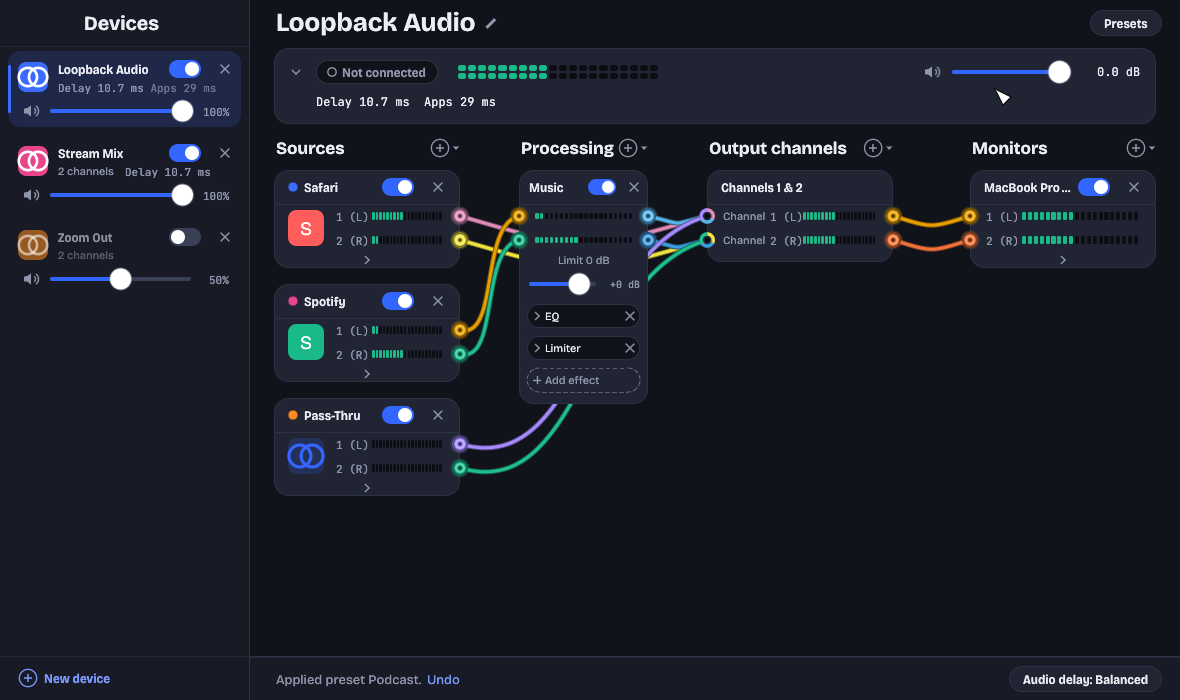 Devices
Loopback Audio
Delay 10.7 ms Apps 29 ms
100%
Stream Mix
2 channels Delay 10.7 ms
100%
Zoom Out
2 channels
50%
New device
Loopback Audio
Presets
Not connected
0.0 dB
Delay 10.7 ms Apps 29 ms
Sources
Safari
S
1 (L)
2 (R)
Spotify
S
1 (L)
2 (R)
Pass-Thru
1 (L)
2 (R)
Processing
Music
Limit 0 dB
+0 dB
EQ
Limiter
+ Add effect
Output channels
Channels 1 & 2
Channel 1 (L)
Channel 2 (R)
Monitors
MacBook Pro ...
1 (L)
2 (R)
Applied preset Podcast. Undo
Audio delay: Balanced